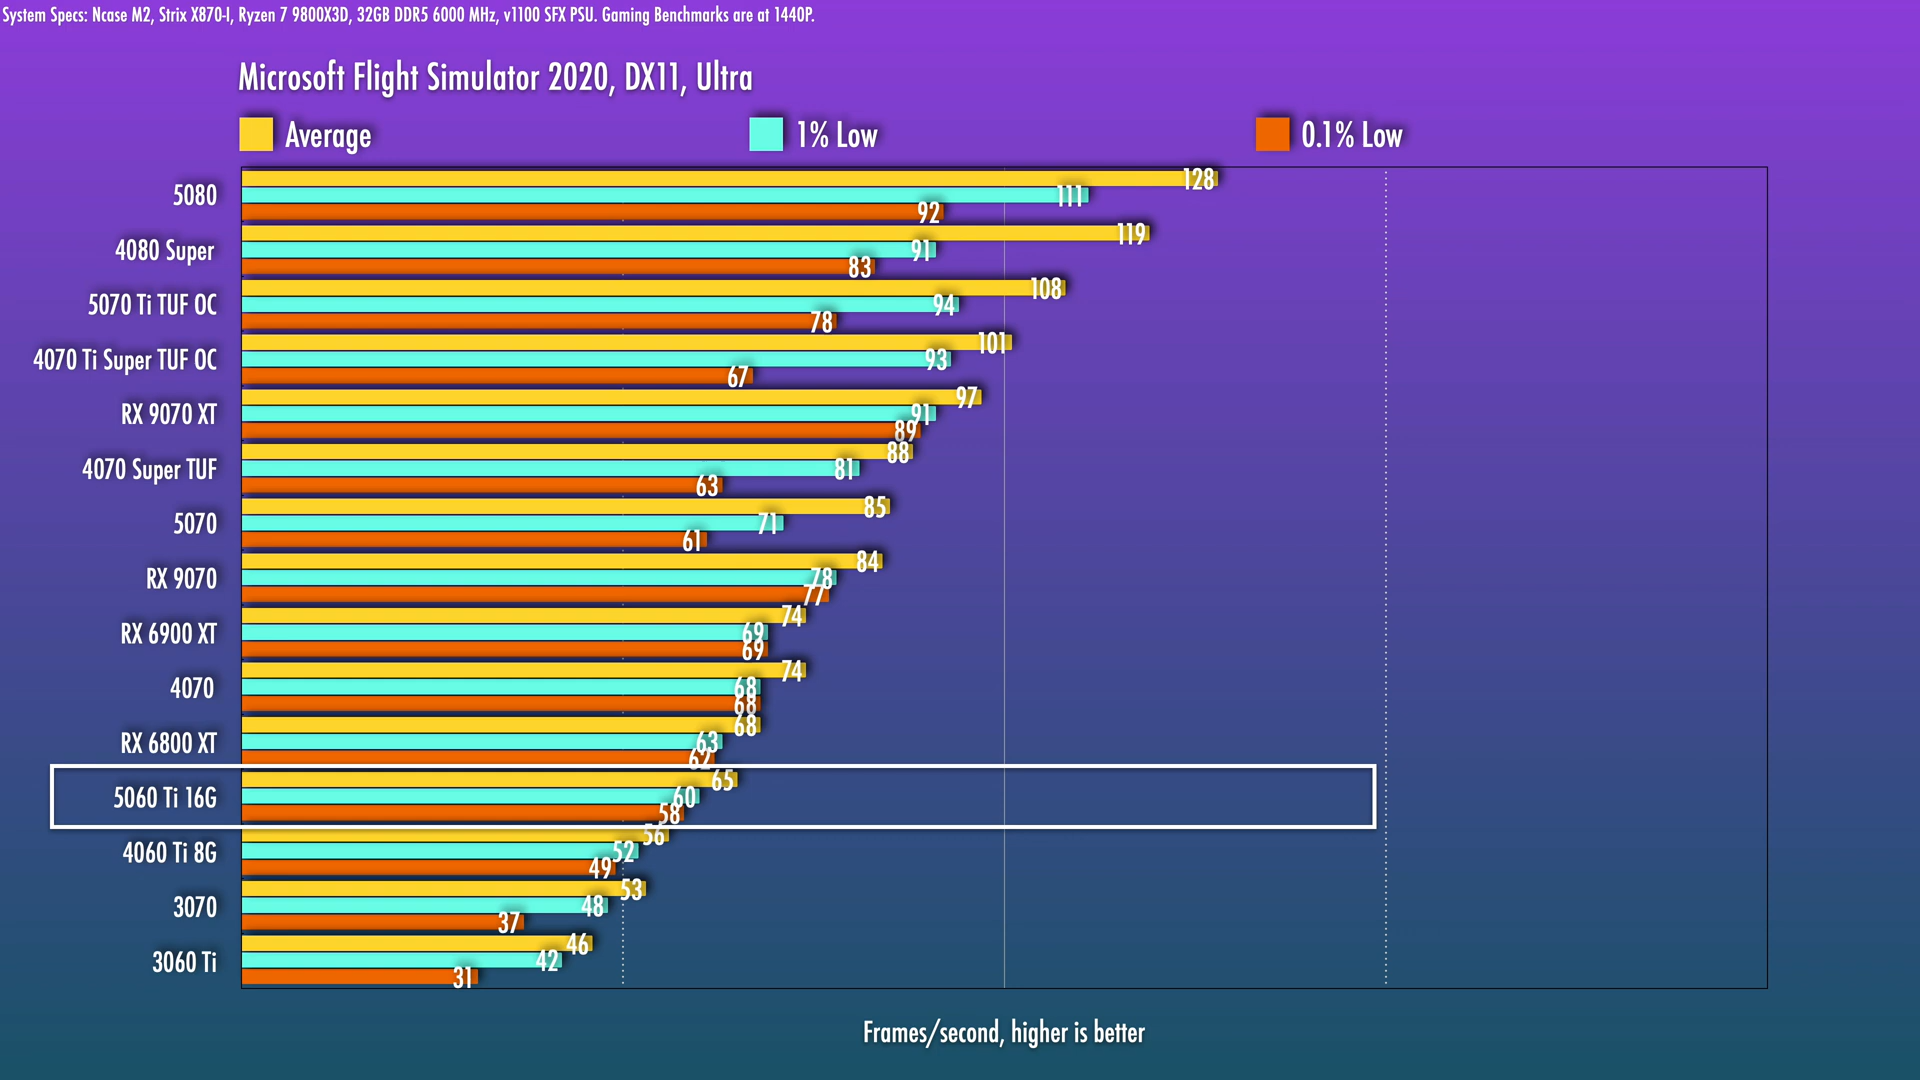 System Specs: Ncase M2, Strix X870-I, Ryzen 7 9800X3D, 32GB DDR5 6000 MHz, v1100 SFX PSU. Gaming Benchmarks are at 1440P.
Microsoft Flight Simulator 2020, DX11, Ultra
Average 1% Low 0.1% Low
5080 128 111 92
4080 Super 119 91 83
5070 Ti TUF OC 108 94 78
4070 Ti Super TUF OC 101 93 67
RX 9070 XT 97 91 89
4070 Super TUF 88 81 63
5070 85 71 61
RX 9070 84 78 77
RX 6900 XT 74 69 69
4070 74 68 68
RX 6800 XT 68 63 62
5060 Ti 16G 65 60 58
4060 Ti 8G 56 52 49
3070 53 48 37
3060 Ti 46 42 31
Frames/second, higher is better